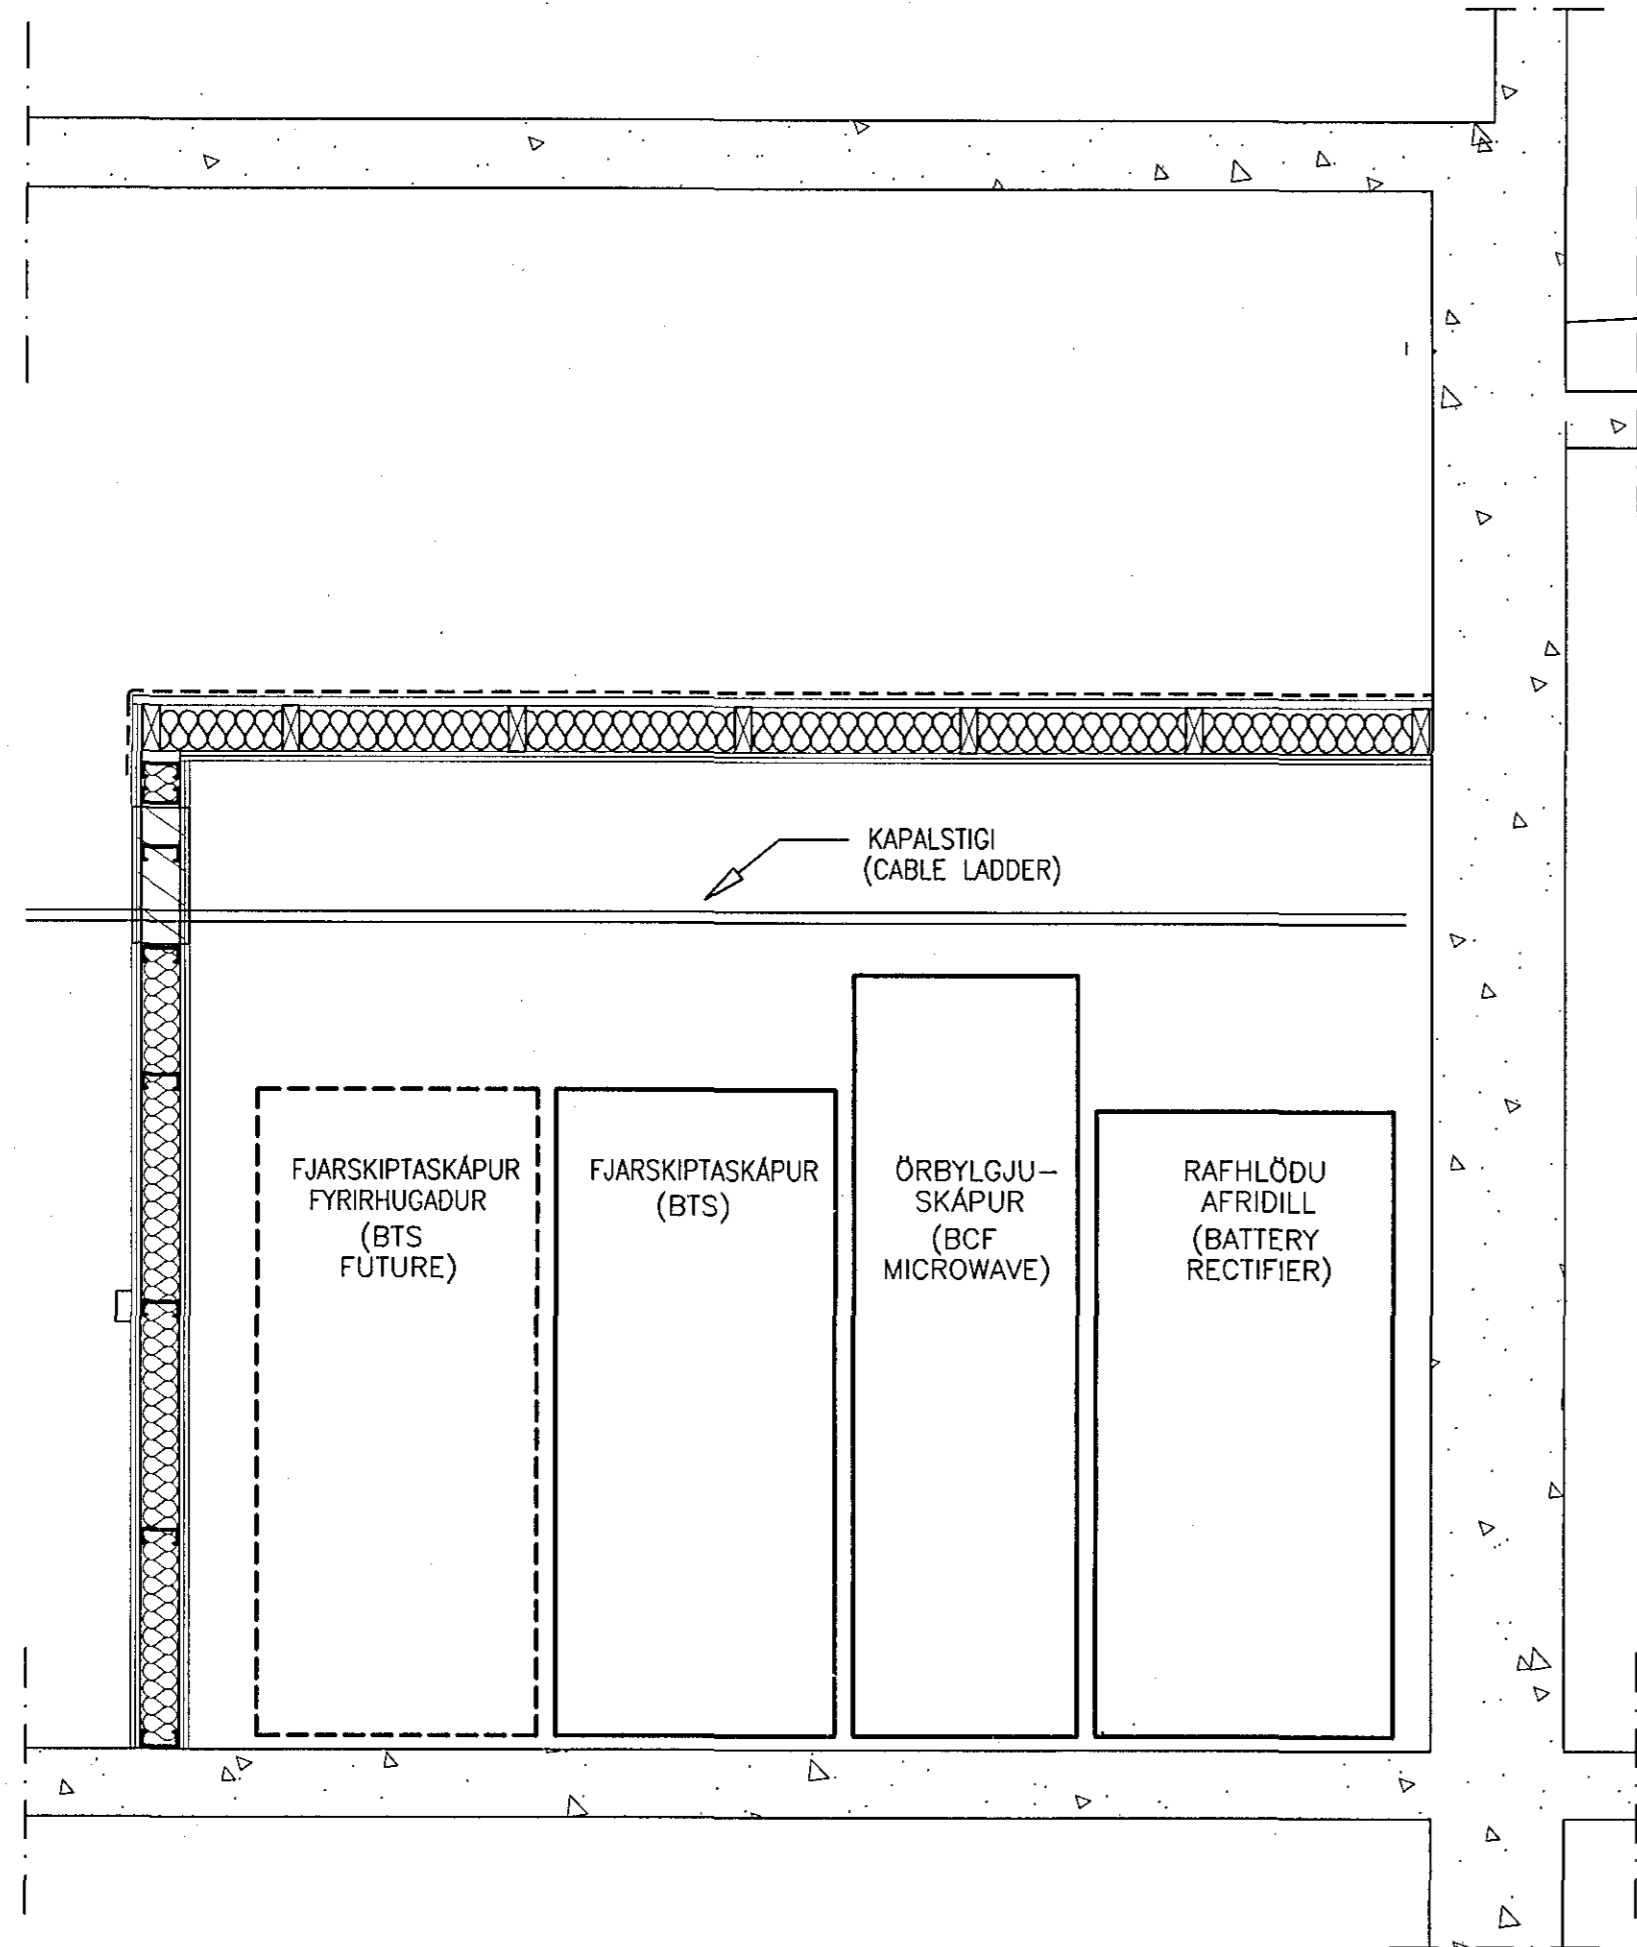 KAPALSTIGI
(CABLE LADDER)
FJARSKIPTASKÁPUR
FYRIRHUGADUR
(BTS
FUTURE)
FJARSKIPTASKÁPUR
(BTS)
ÖRBYLGJU-
SKÁPUR
(BCF
MICROWAVE)
RAFHLÖDU
AFRIDILL
(BATTERY
RECTIFIER)